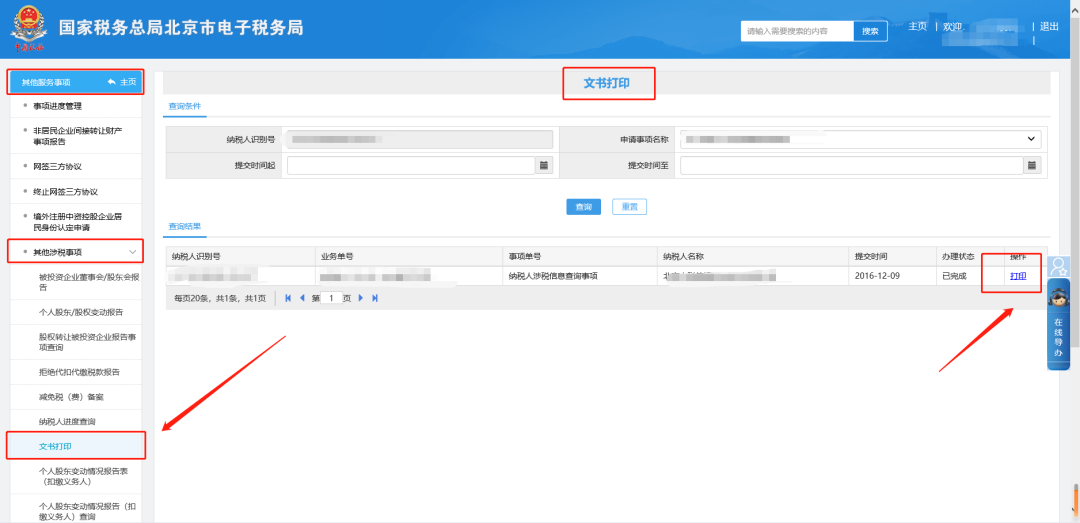 国家税务总局北京市电子税务局
请输入需要搜索的内容
搜索
主页 | 欢迎
| 退出
其他服务事项
主页
事项进度管理
非居民企业间接转让财产
事项报告
网签三方协议
终止网签三方协议
境外注册中资控股企业居
民身份认定申请
其他涉税事项
被投资企业董事会/股东会报
告
个人股东/股权变动报告
股权转让被投资企业报告事
项查询
拒绝代扣代缴税款报告
减免税（费）备案
纳税人进度查询
文书打印
个人股东变动情况报告表
（扣缴义务人）
个人股东变动情况报告（扣
缴义务人）查询
文书打印
查询条件
纳税人识别号
申请事项名称
提交时间起
提交时间至
查询
重置
查询结果
纳税人识别号 业务单号 事项单号 纳税人名称 提交时间 办理状态 操作
纳税人涉税信息查询事项 2016-12-09 已完成 打印
每页20条，共1条，共1页 第 1 页
在线导办